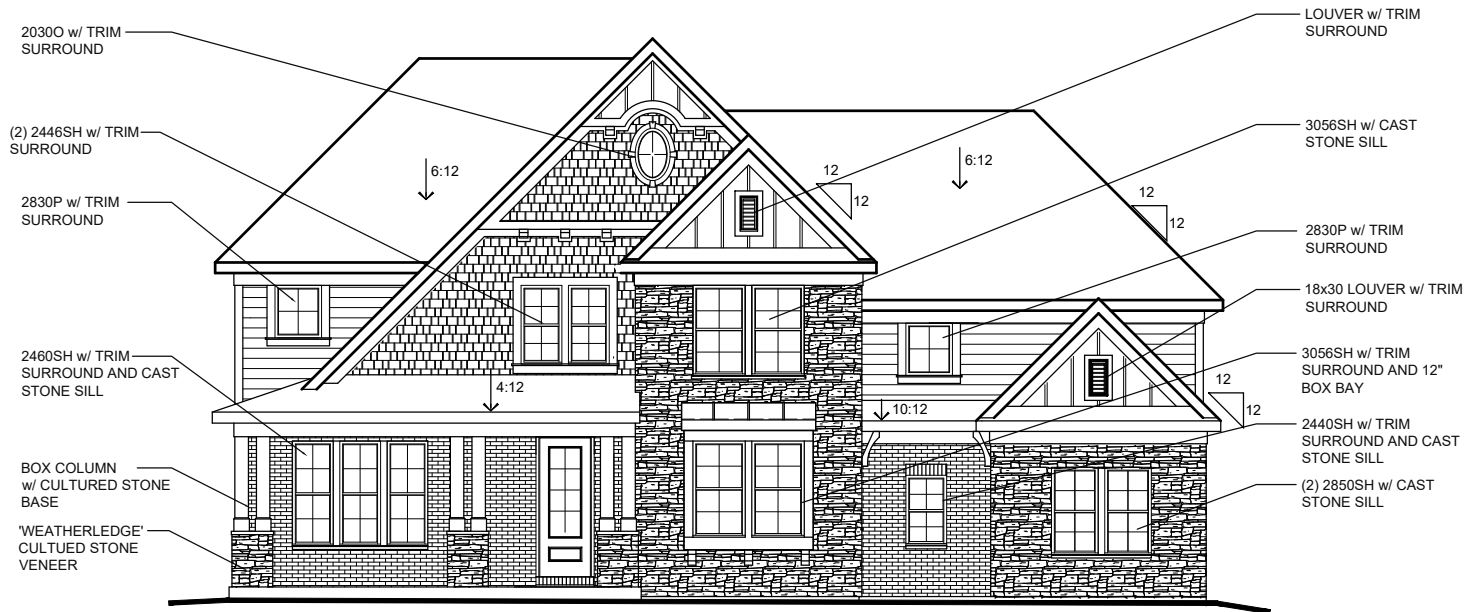 2030O w/ TRIM
SURROUND
(2) 2446SH w/ TRIM
SURROUND
2830P w/ TRIM
SURROUND
2460SH w/ TRIM
SURROUND AND CAST
STONE SILL
BOX COLUMN
w/ CULTURED STONE
BASE
'WEATHERLEDGE'
CULTUED STONE
VENEER
6:12
4:12
12
12
6:12
12
12
10:12
12
12
LOUVER w/ TRIM
SURROUND
3056SH w/ CAST
STONE SILL
2830P w/ TRIM
SURROUND
18x30 LOUVER w/ TRIM
SURROUND
3056SH w/ TRIM
SURROUND AND 12"
BOX BAY
2440SH w/ TRIM
SURROUND AND CAST
STONE SILL
(2) 2850SH w/ CAST
STONE SILL